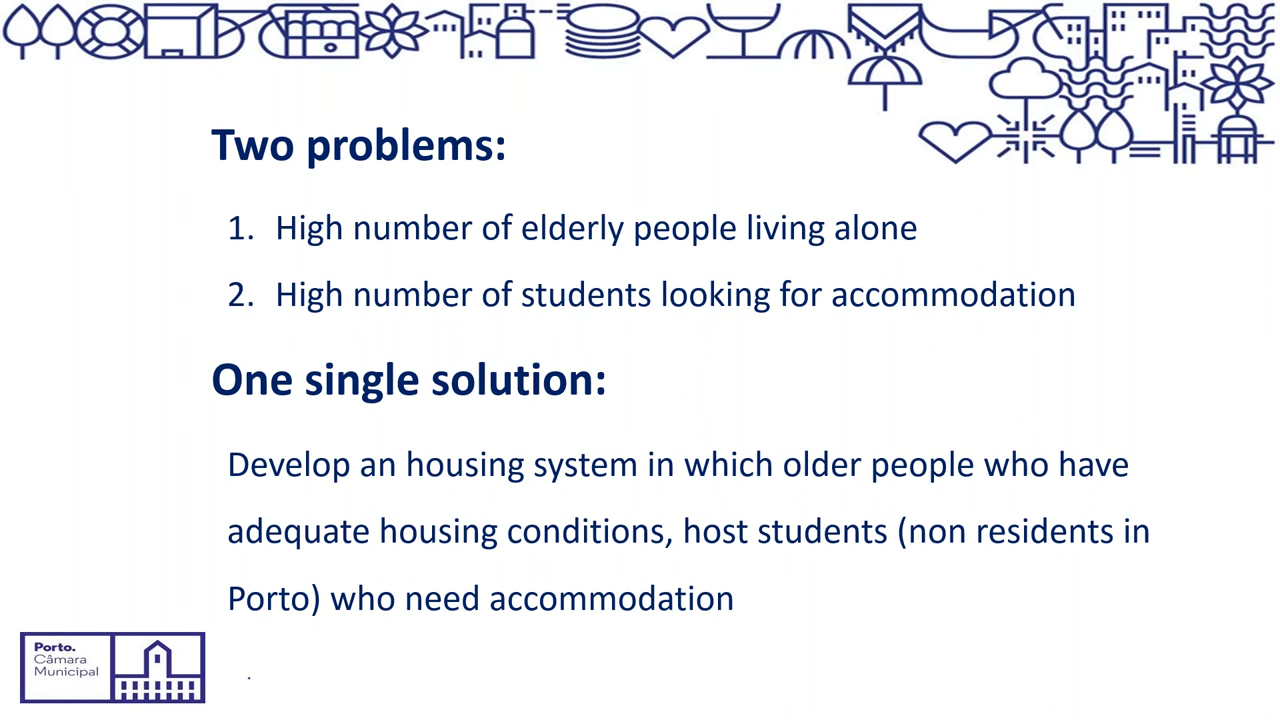 Two problems:
1. High number of elderly people living alone
2. High number of students looking for accommodation
One single solution:
Develop an housing system in which older people who have
adequate housing conditions, host students (non residents in
Porto) who need accommodation
Porto.
Câmara
Municipal
.